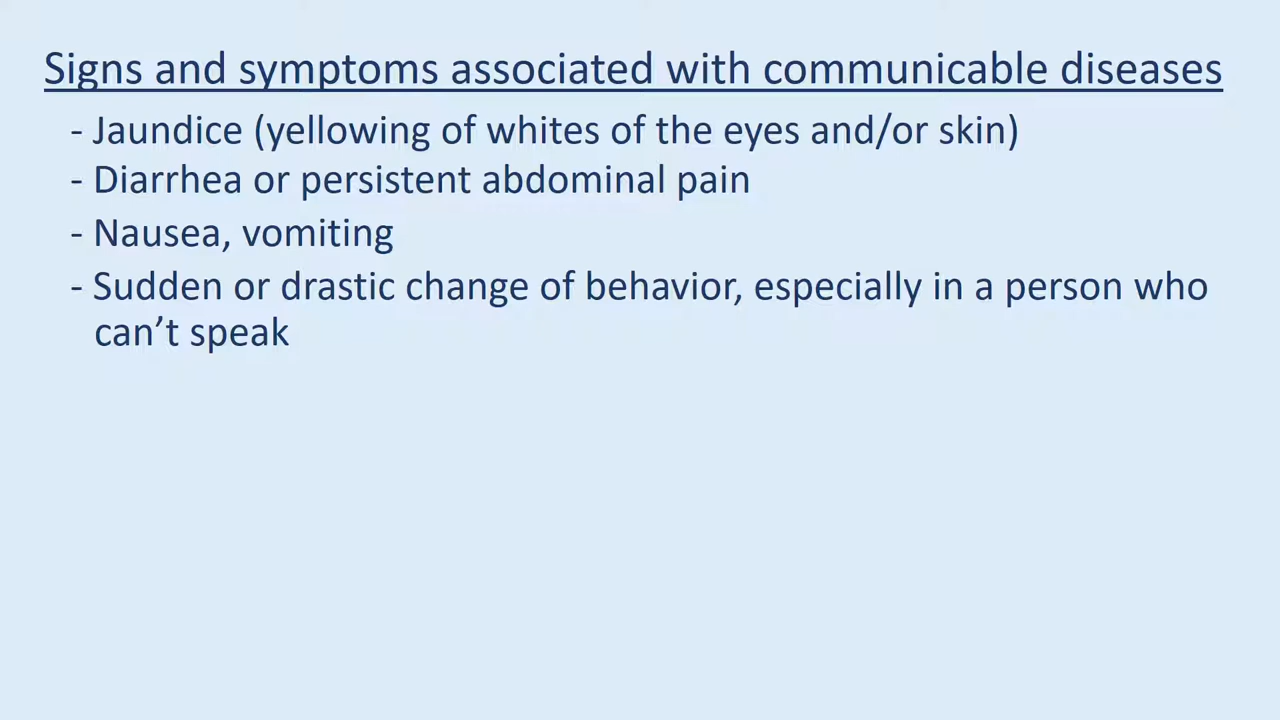 Signs and symptoms associated with communicable diseases
- Jaundice (yellowing of whites of the eyes and/or skin)
- Diarrhea or persistent abdominal pain
- Nausea, vomiting
- Sudden or drastic change of behavior, especially in a person who
can’t speak